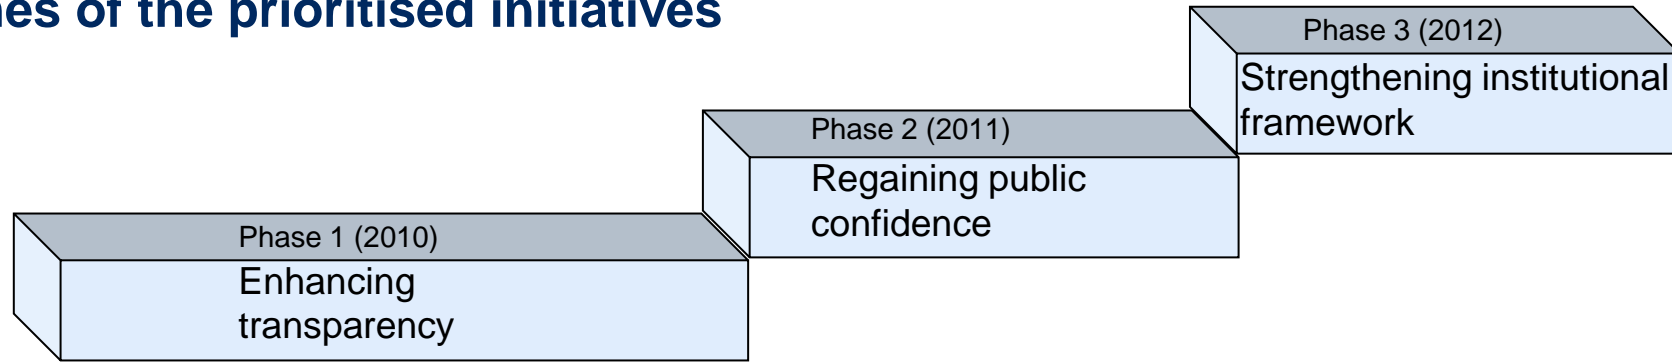 of the prioritised initiatives
Phase 3 (2012)
Strengthening institutional
framework
Phase 2 (2011)
Regaining public
confidence
Phase 1 (2010)
Enhancing
transparency